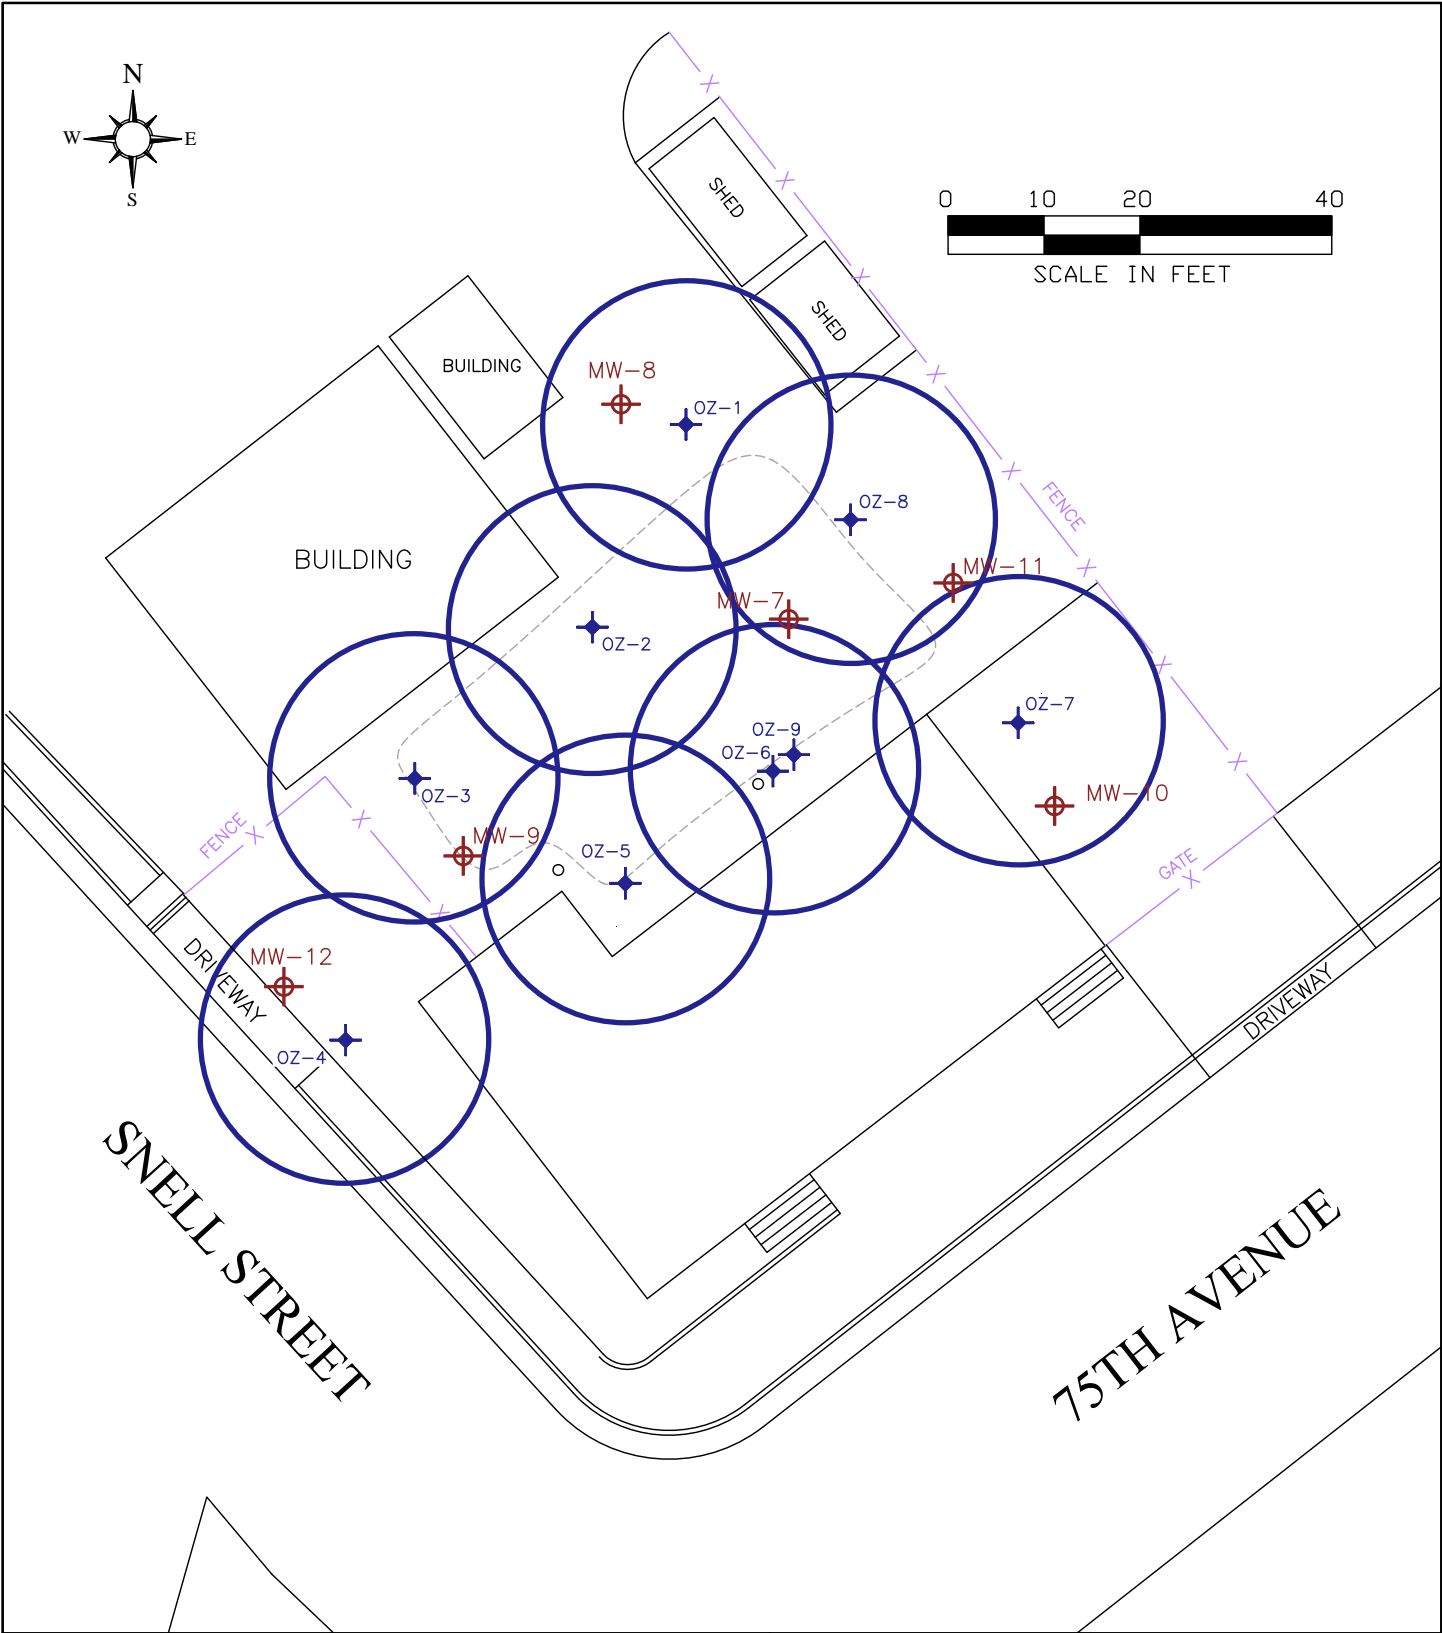 N
W E
S
SHED
0 10 20 40
SCALE IN FEET
SHED
BUILDING
MW-8
OZ-1
FENCE
OZ-8
BUILDING
MW-11
MW-7
OZ-2
OZ-7
OZ-9
OZ-6
OZ-3
MW-10
FENCE
MW-9
OZ-5
GATE
MW-12
DRIVEWAY
DRIVEWAY
OZ-4
SNELL STREET
75TH AVENUE